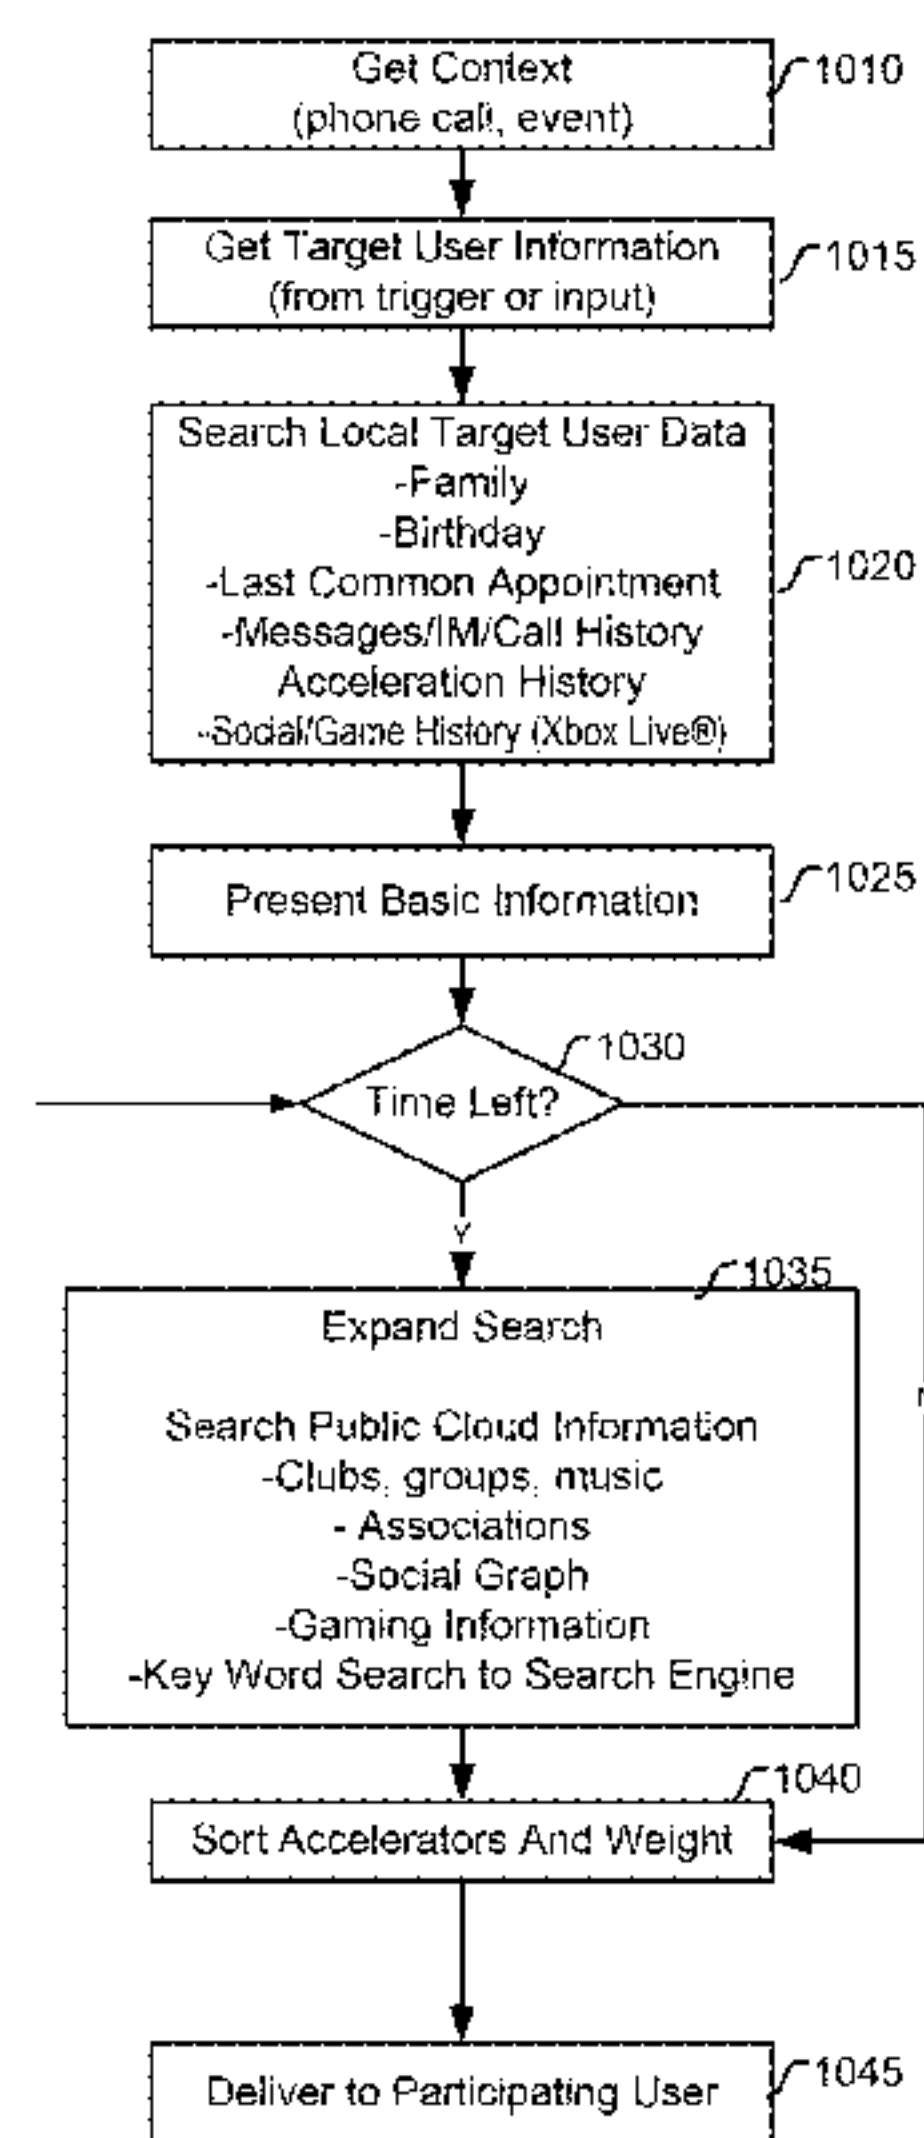 Get Context
(phone call, event)
1010
Get Target User Information
(from trigger or input)
1015
Search Local Target User Data
-Family
-Birthday
-Last Common Appointment
-Messages/IM/Call History
Acceleration History
-Social/Game History (Xbox Live®)
1020
Present Basic Information
1025
1030
Time Left?
Y
1035
Expand Search
Search Public Cloud Information
-Clubs, groups, music
- Associations
-Social Graph
-Gaming Information
-Key Word Search to Search Engine
1040
Sort Accelerators And Weight
Deliver to Participating User
1045